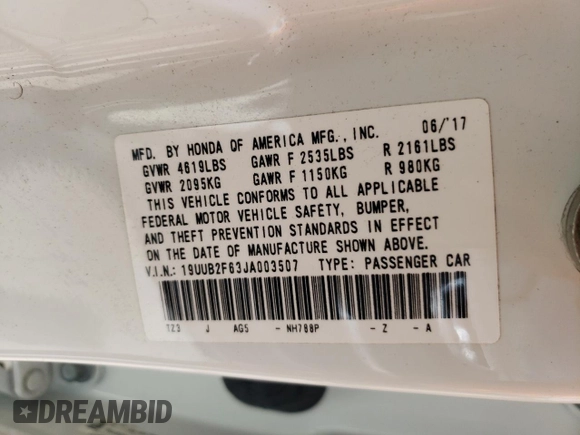 MFD. BY HONDA OF AMERICA MFG., INC. 06/'17
GVWR 4619LBS GAWR F 2535LBS R 2161LBS
GVWR 2095KG GAWR F 1150KG R 980KG
THIS VEHICLE CONFORMS TO ALL APPLICABLE
FEDERAL MOTOR VEHICLE SAFETY, BUMPER,
AND THEFT PREVENTION STANDARDS IN EFFECT
ON THE DATE OF MANUFACTURE SHOWN ABOVE.
V.I.N.: 19UUB2F63JA003507 TYPE: PASSENGER CAR
TZ3 J AG5 - NH788P - Z - A
DREAMBID